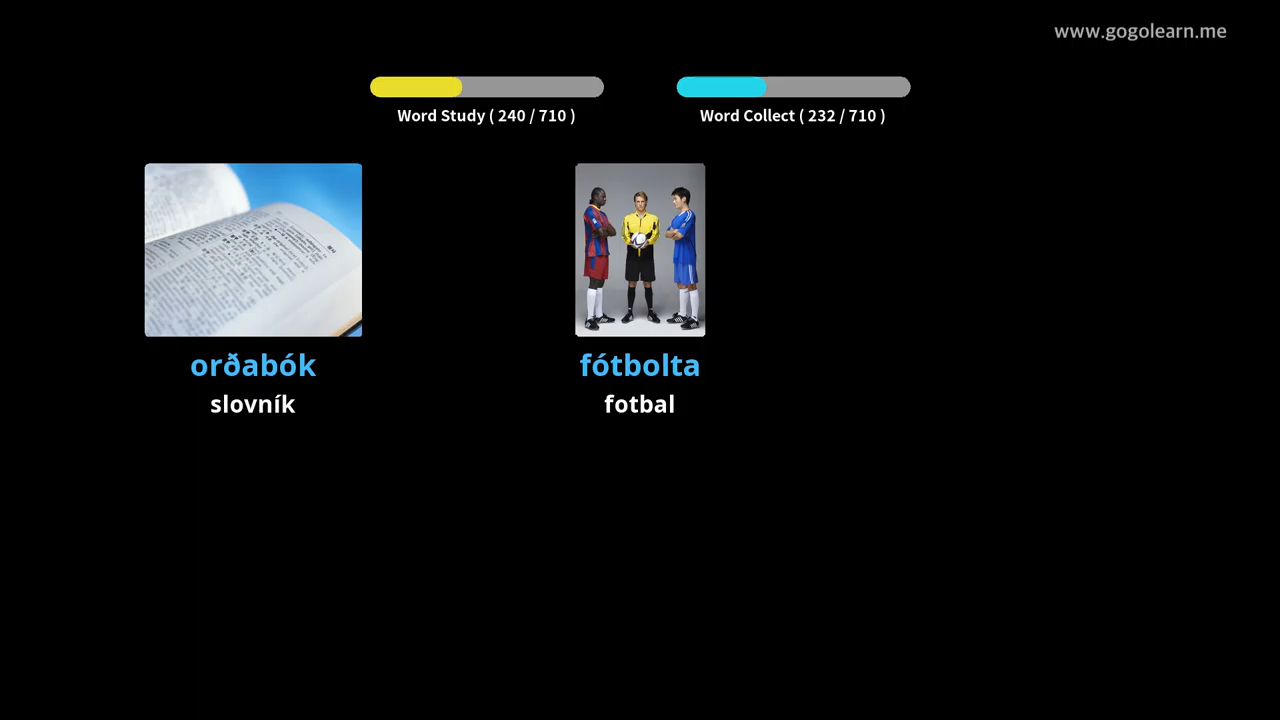 www.gogolearn.me
Word Study ( 240 / 710 )
Word Collect ( 232 / 710 )
orðabók
slovník
fótbolta
fotbal